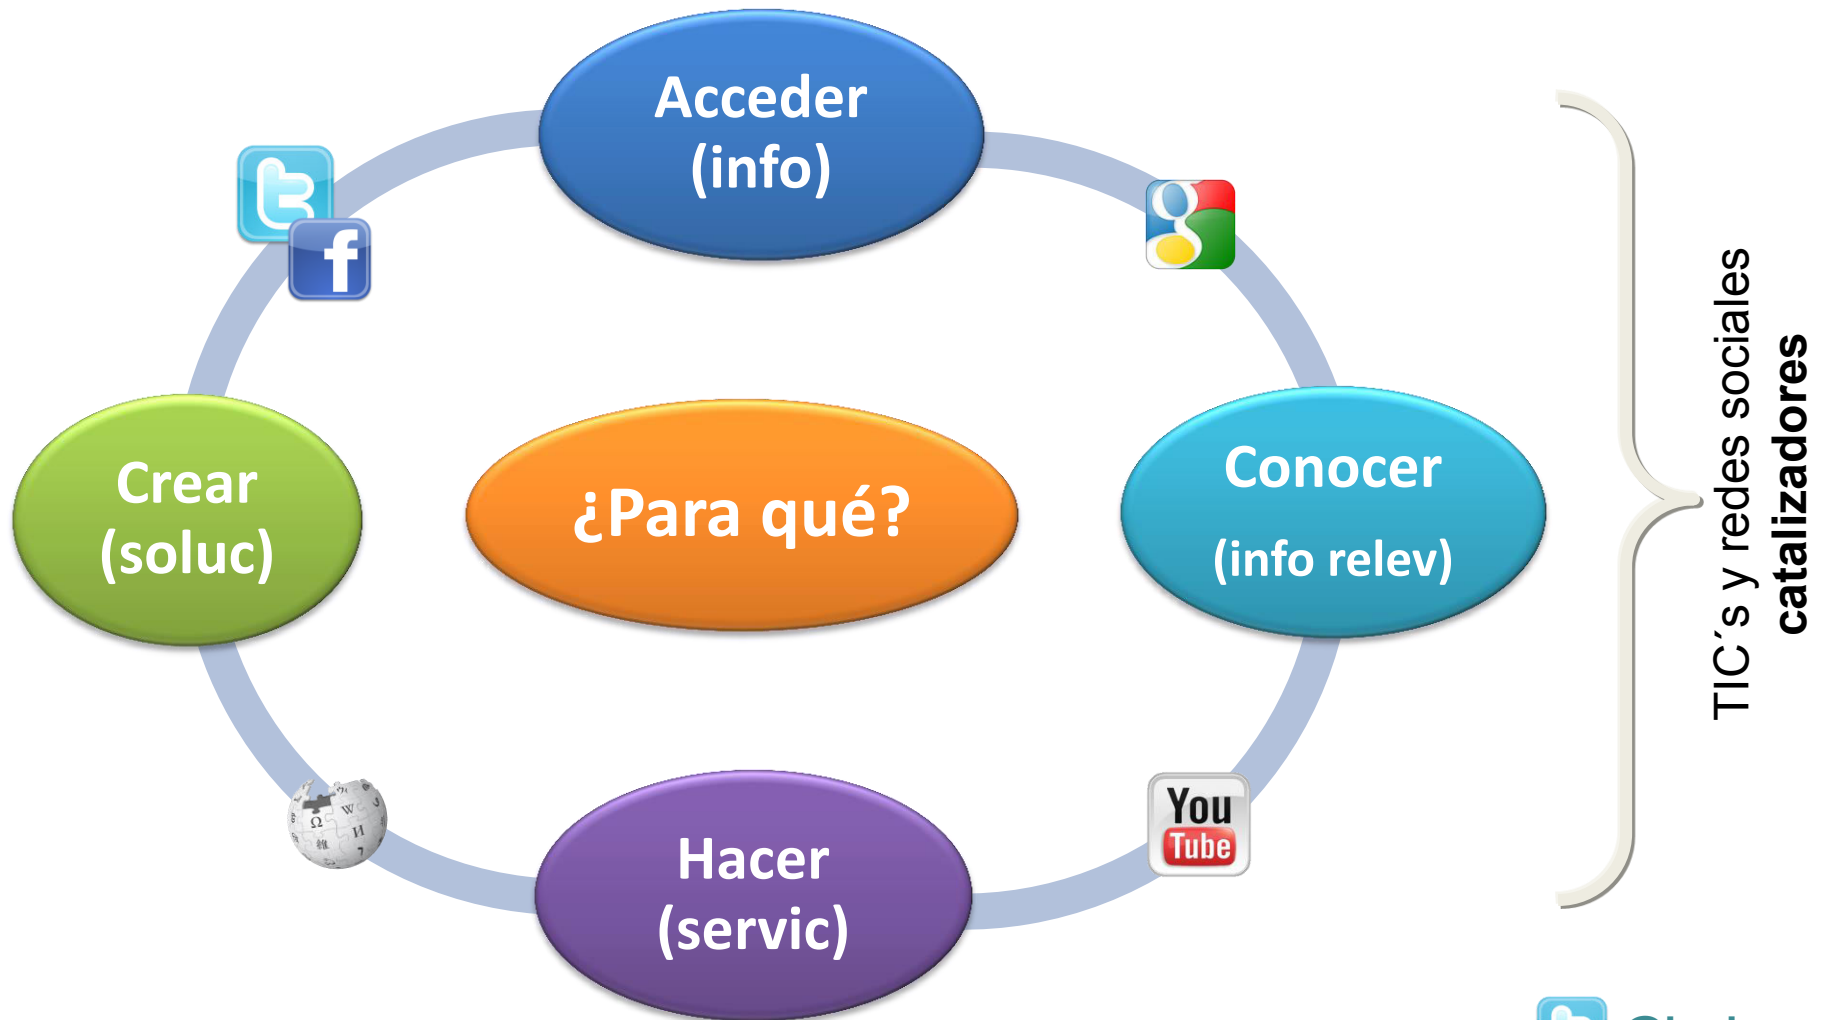 Acceder
(info)
Conocer
(info relev)
¿Para qué?
Crear
(soluc)
Hacer
(servic)
You
Tube
TIC´s y redes sociales
catalizadores